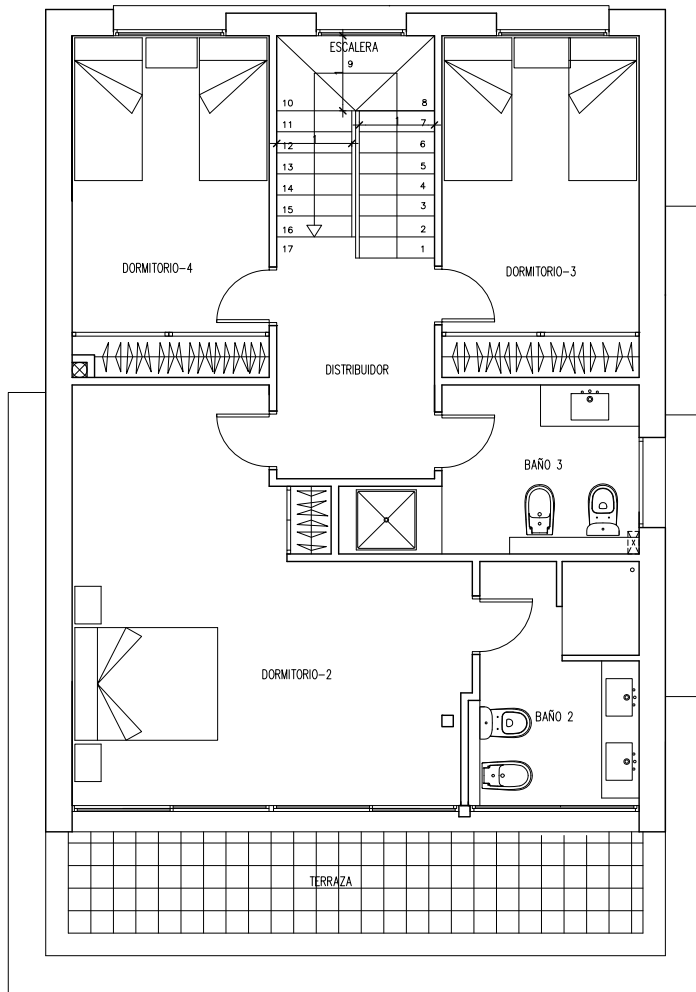 ESCALERA
9
10
8
11
1
7
12
1
6
13
5
14
4
15
3
16
2
17
1
DORMITORIO-4
DORMITORIO-3
DISTRIBUIDOR
BAÑO 3
DORMITORIO-2
BAÑO 2
TERRAZA